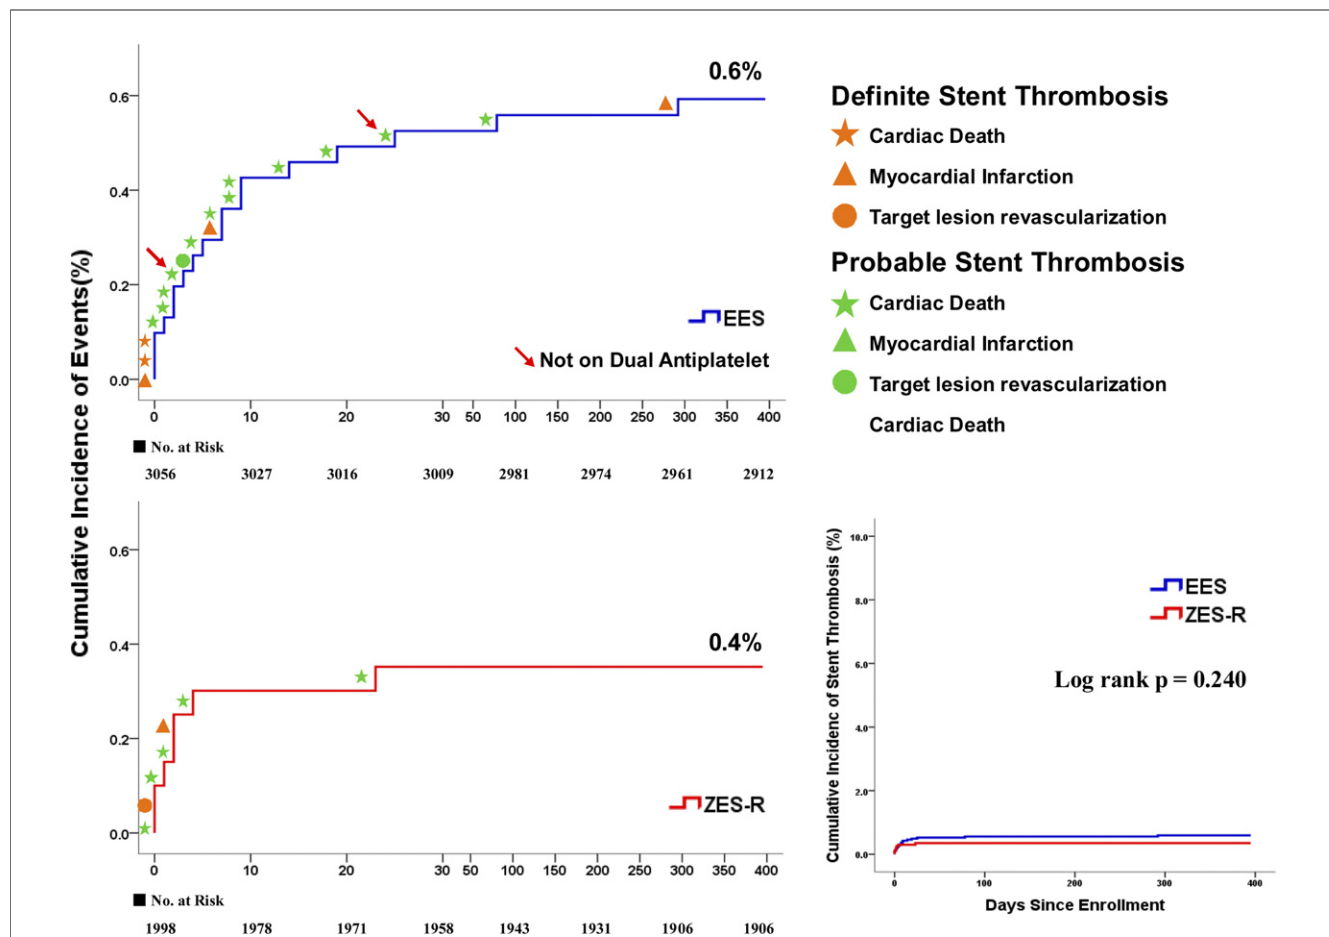 Cumulative Incidence of Events(%)
0.6%
0.6
0.4
0.2
0.0
EES
Not on Dual Antiplatelet
0 10 20 30 50 100 150 200 250 300 350 400
No. at Risk
3056 3027 3016 3009 2981 2974 2961 2912
Definite Stent Thrombosis
Cardiac Death
Myocardial Infarction
Target lesion revascularization
Probable Stent Thrombosis
Cardiac Death
Myocardial Infarction
Target lesion revascularization
Cardiac Death
0.4%
0.6
0.4
0.2
0.0
ZES-R
0 10 20 30 50 100 150 200 250 300 350 400
No. at Risk
1998 1978 1971 1958 1943 1931 1906 1906
Cumulative Incidenc of Stent Thrombosis (%)
10.0
8.0
6.0
4.0
2.0
0.0
EES
ZES-R
Log rank p = 0.240
0 100 200 300 400
Days Since Enrollment